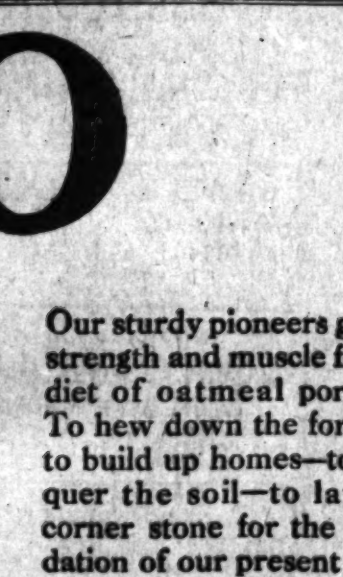 O
Our sturdy pioneers g
strength and muscle f
diet of oatmeal por
To hew down the for
to build up homes—to
quer the soil—to la
corner stone for the
dation of our present